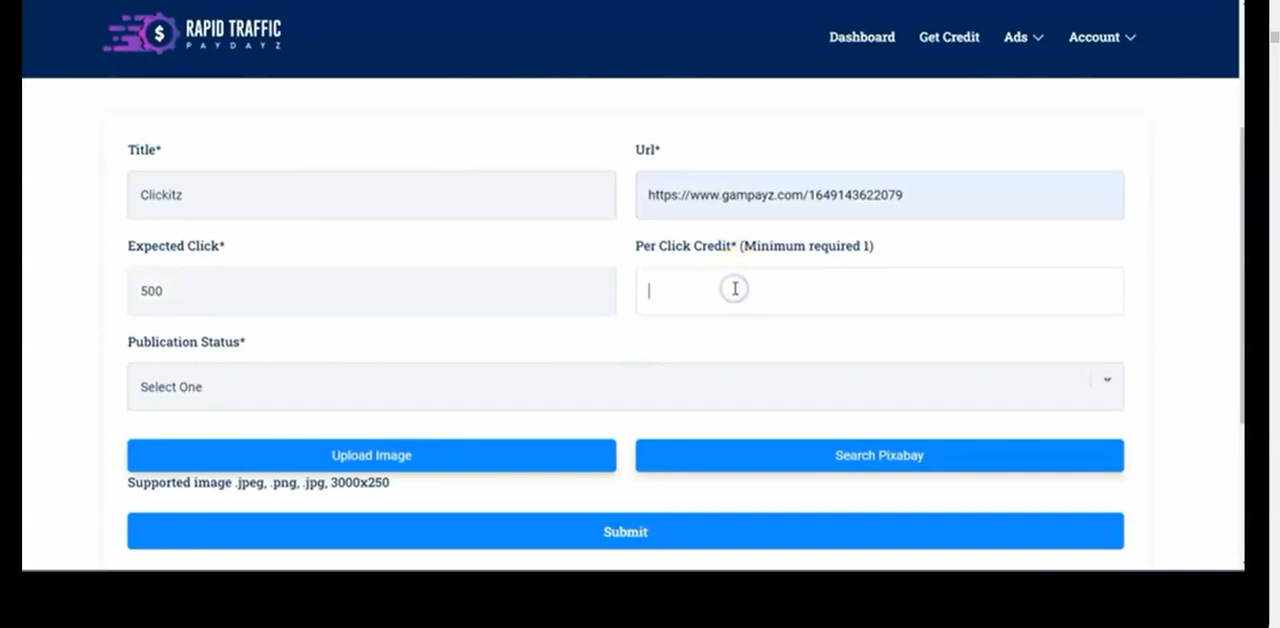 RAPID TRAFFIC
PAYDAYZ
Dashboard Get Credit Ads Account
Title* Url*
Clickitz https://www.gampayz.com/1649143622079
Expected Click* Per Click Credit* (Minimum required 1)
500
Publication Status*
Select One
Upload Image Search Pixabay
Supported image .jpeg, .png, .jpg, 3000x250
Submit